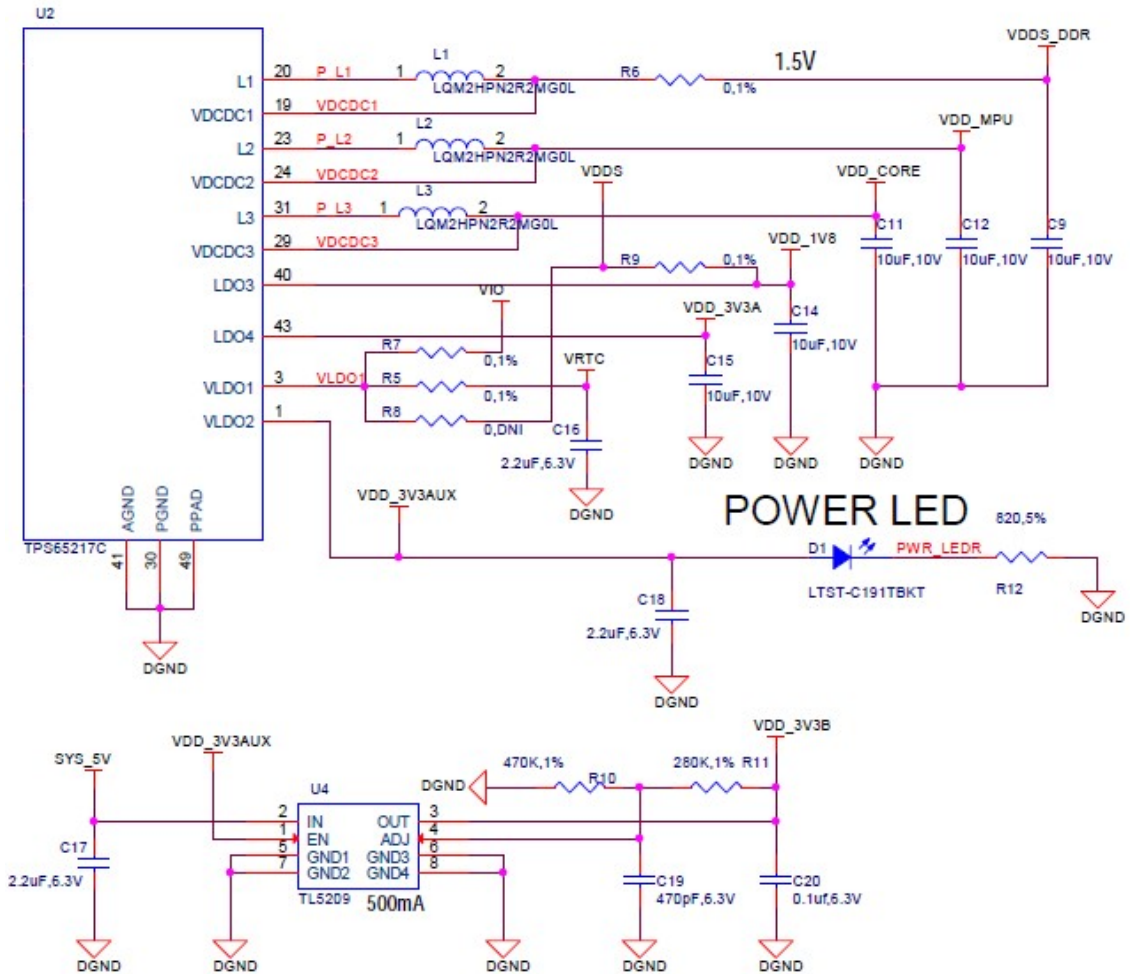 U2
VDDS_DDR
L1
1.5V
L1 20 P_L1 1 2 R6
LQM2HPN2R2MG0L 0,1%
VDCDC1 19 VDCDC1
L2 VDD_MPU
L2 23 P_L2 1 2
LQM2HPN2R2MG0L
VDCDC2 24 VDCDC2
L3 VDDS VDD_CORE
L3 31 P_L3 1 2
LQM2HPN2R2MG0L C11 C12 C9
VDCDC3 29 VDCDC3 VDD_1V8
R9 0,1% 10uF,10V 10uF,10V 10uF,10V
LDO3 40
VIO
VDD_3V3A C14
LDO4 43
10uF,10V
R7 0,1% VRTC C15
VLDO1 3 VLDO1 R5 0,1%
10uF,10V
R8 0,DNI
VLDO2 1
C16
2.2uF,6.3V
DGND DGND DGND
DGND
VDD_3V3AUX
POWER LED
820,5%
AGND PGND PPAD
TPS65217C
41 30 49
D1 PWR_LEDR
LTST-C191TBKT R12
C18
DGND
2.2uF,6.3V
DGND
DGND
VDD_3V3B
VDD_3V3AUX
SYS_5V
470K,1% 280K,1% R11
DGND R10
U4
2 IN OUT 3
1 EN ADJ 4
5 GND1 GND3 6
7 GND2 GND4 8
C17
2.2uF,6.3V
TL5209 500mA
C19 C20
470pF,6.3V 0.1uf,6.3V
DGND DGND DGND DGND DGND